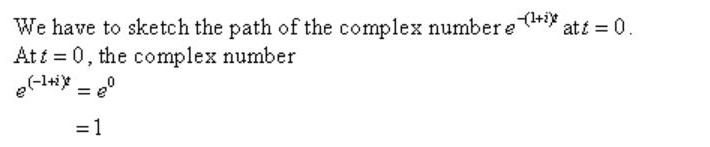 We have to sketch the path of the complex number e^{-(1+i)t} at t = 0.
At t = 0, the complex number
e^{(-1+i)t} = e^0
= 1